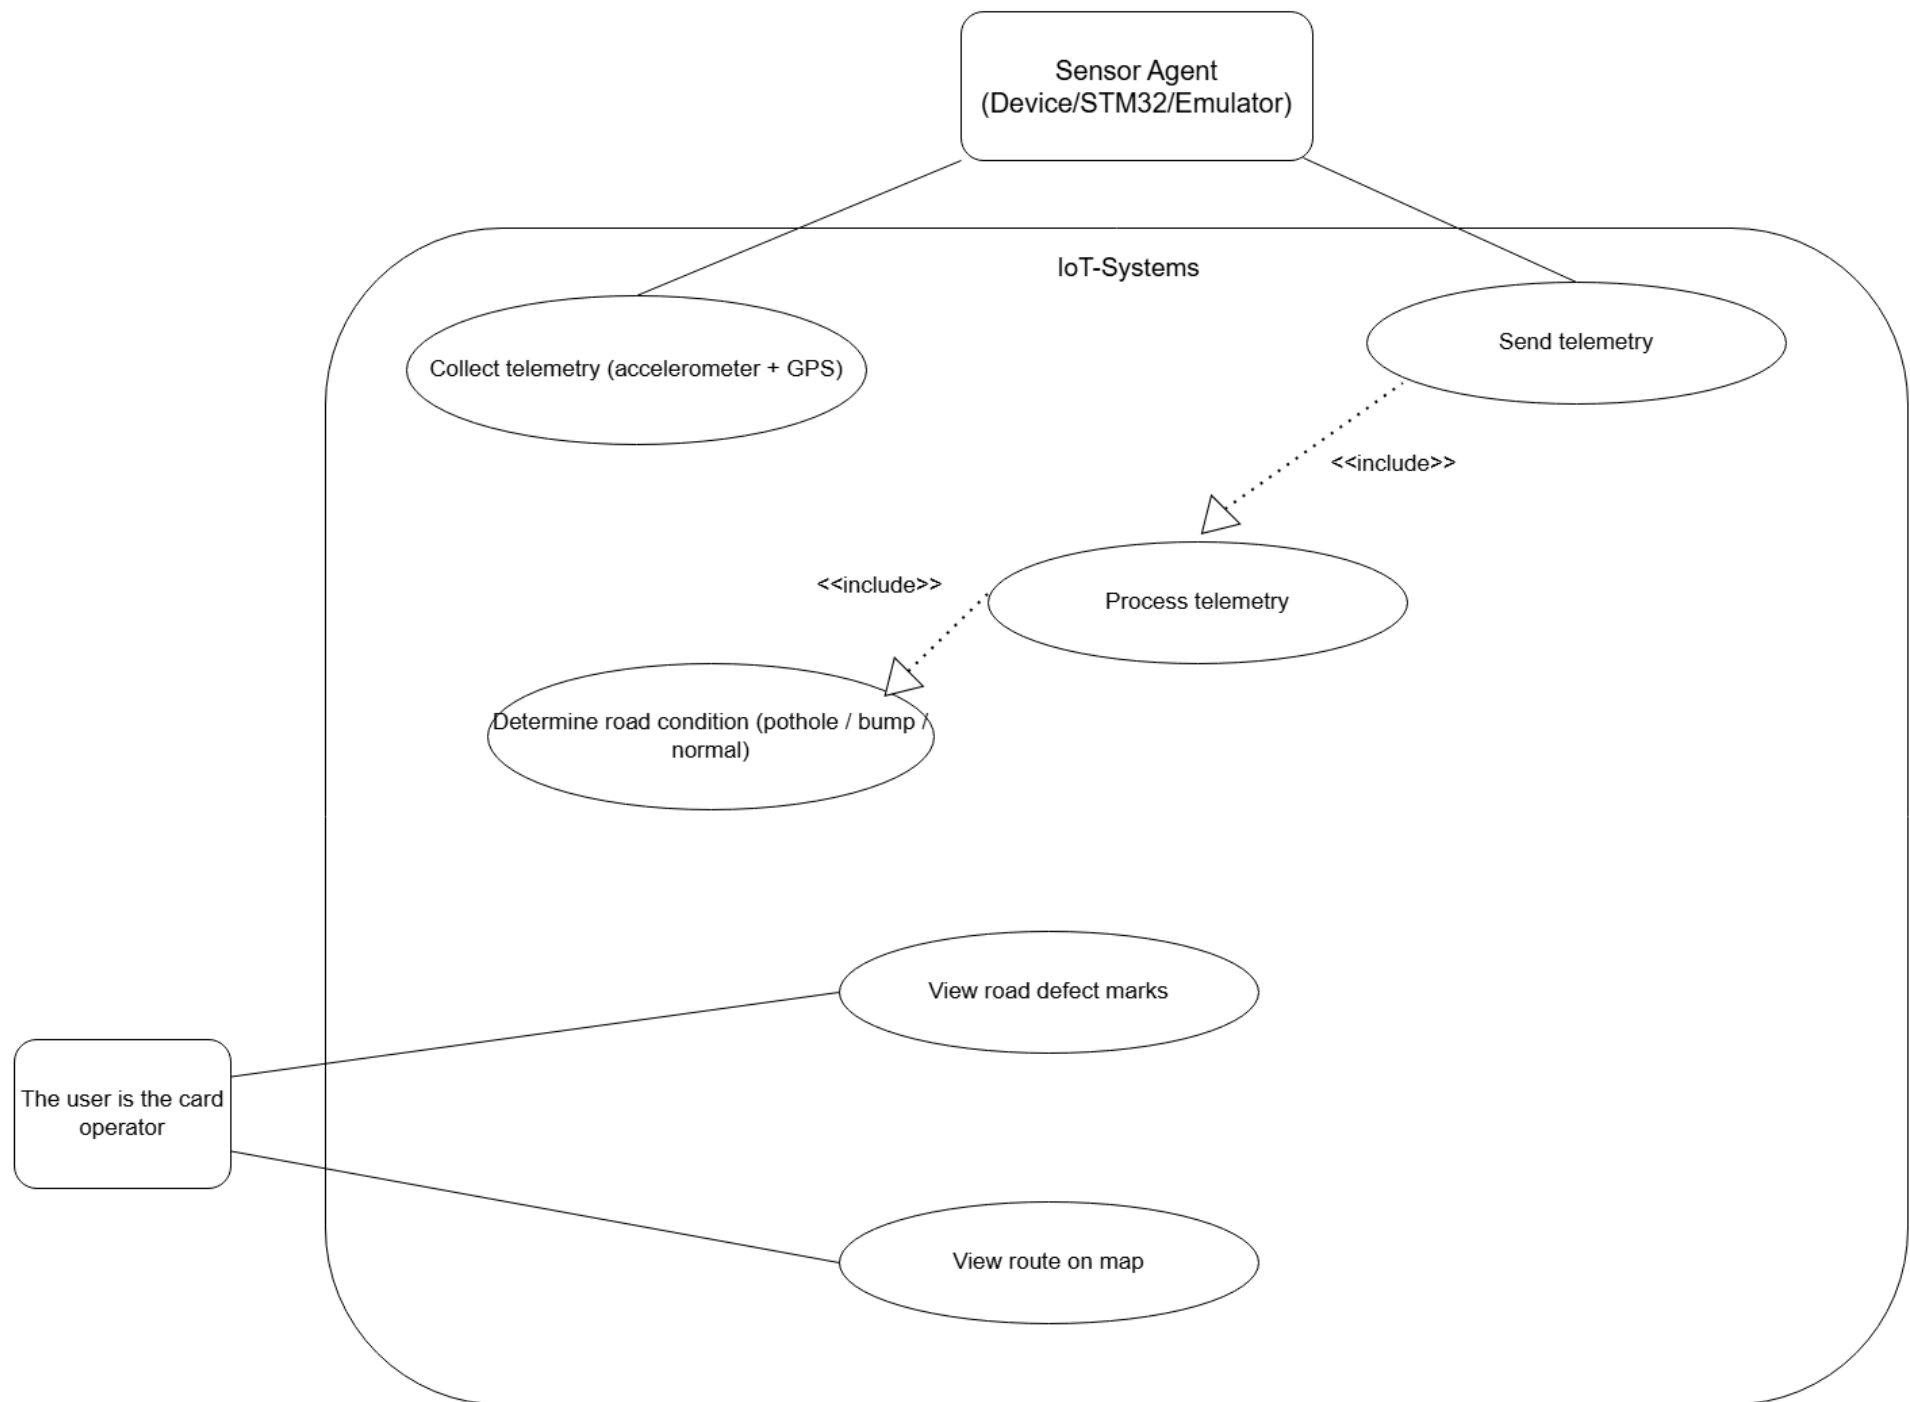 Sensor Agent
(Device/STM32/Emulator)
IoT-Systems
Collect telemetry (accelerometer + GPS)
Send telemetry
<<include>>
<<include>>
Process telemetry
Determine road condition (pothole / bump /
normal)
View road defect marks
The user is the card
operator
View route on map